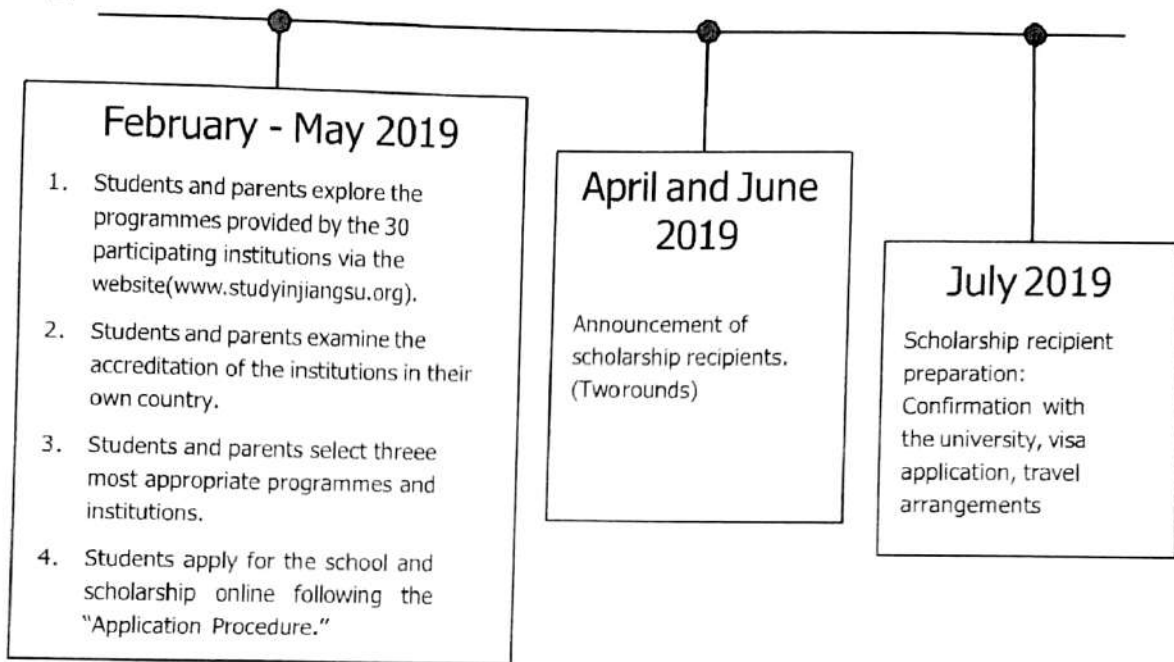 February - May 2019
1. Students and parents explore the
programmes provided by the 30
participating institutions via the
website(www.studyinjiangsu.org).
2. Students and parents examine the
accreditation of the institutions in their
own country.
3. Students and parents select threee
most appropriate programmes and
institutions.
4. Students apply for the school and
scholarship online following the
"Application Procedure."
April and June
2019
Announcement of
scholarship recipients.
(Tworounds)
July 2019
Scholarship recipient
preparation:
Confirmation with
the university, visa
application, travel
arrangements